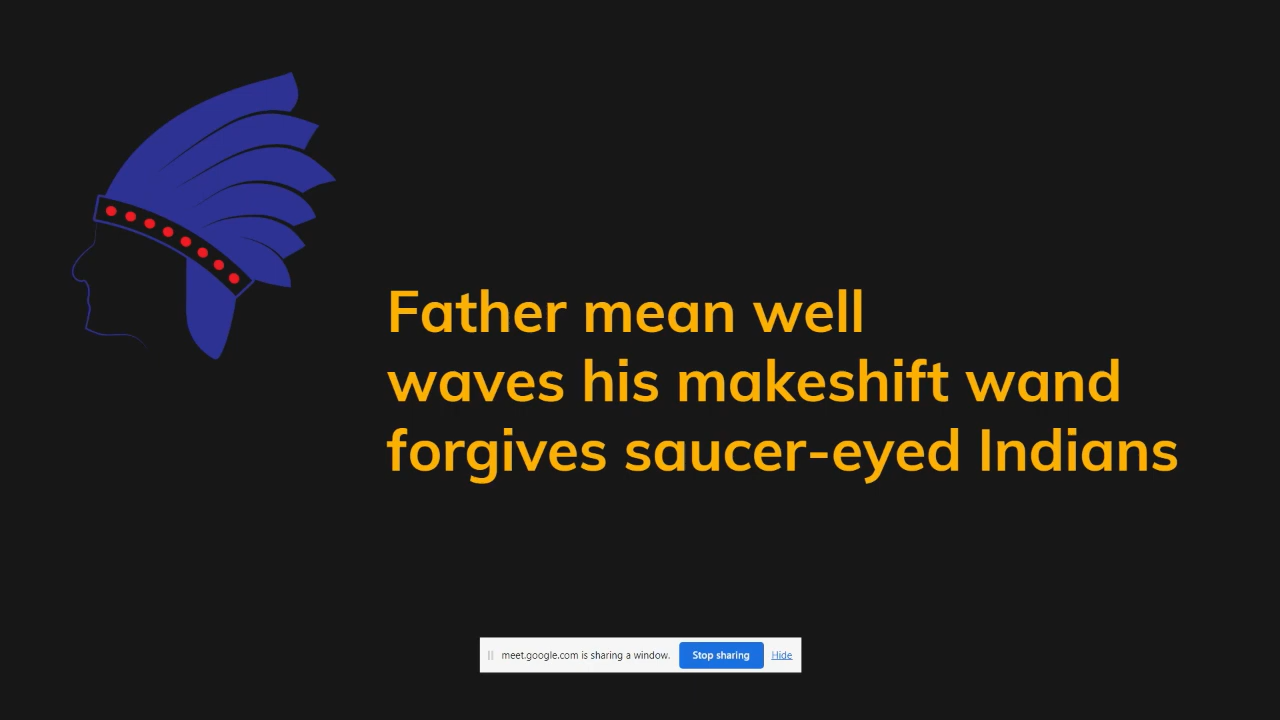 Father mean well
waves his makeshift wand
forgives saucer-eyed Indians
meet.google.com is sharing a window. Stop sharing Hide